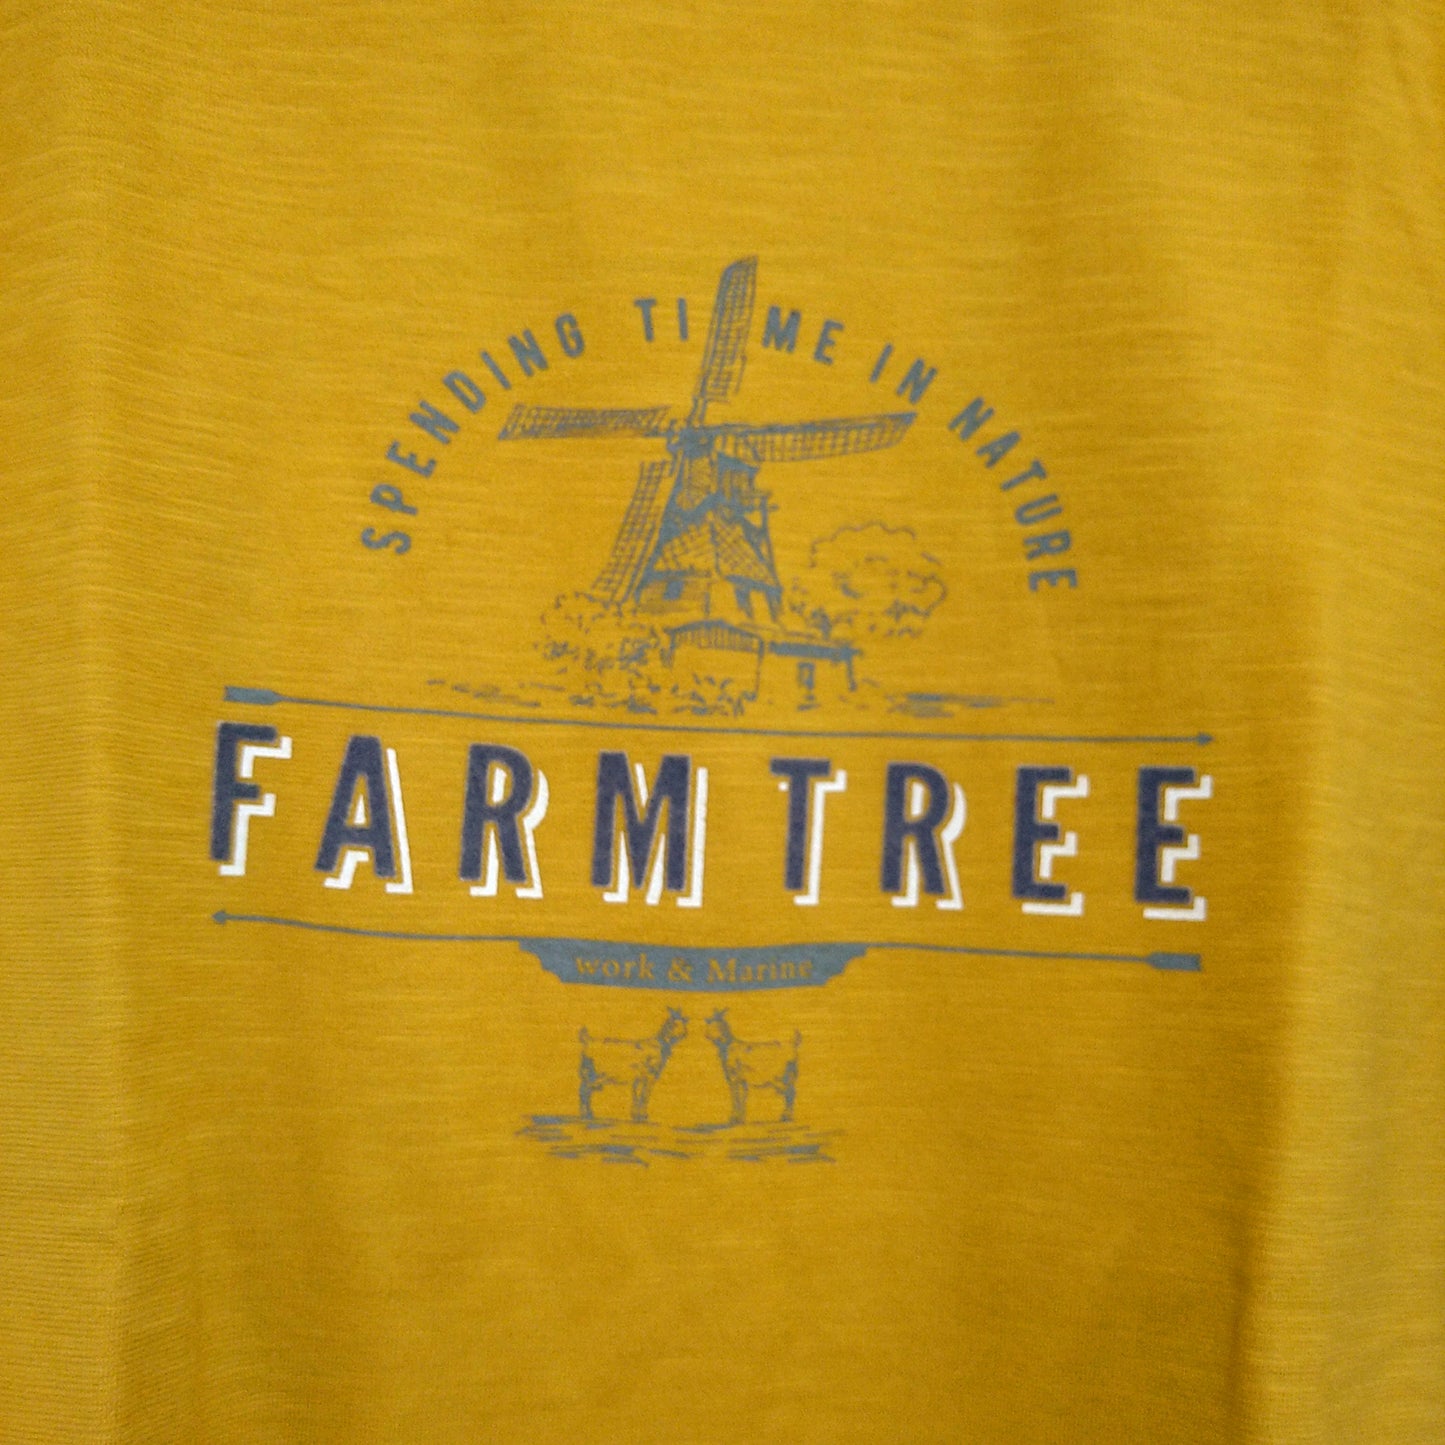 SPENDING TIME IN NATURE
FARM TREE
work & Marine